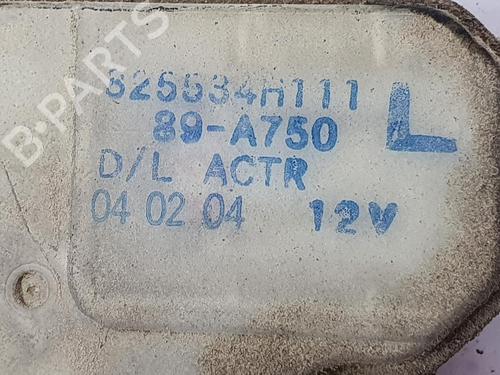 B-PARTS
825534H111
89-A750
L
D/L ACTR
04 02 04 12V